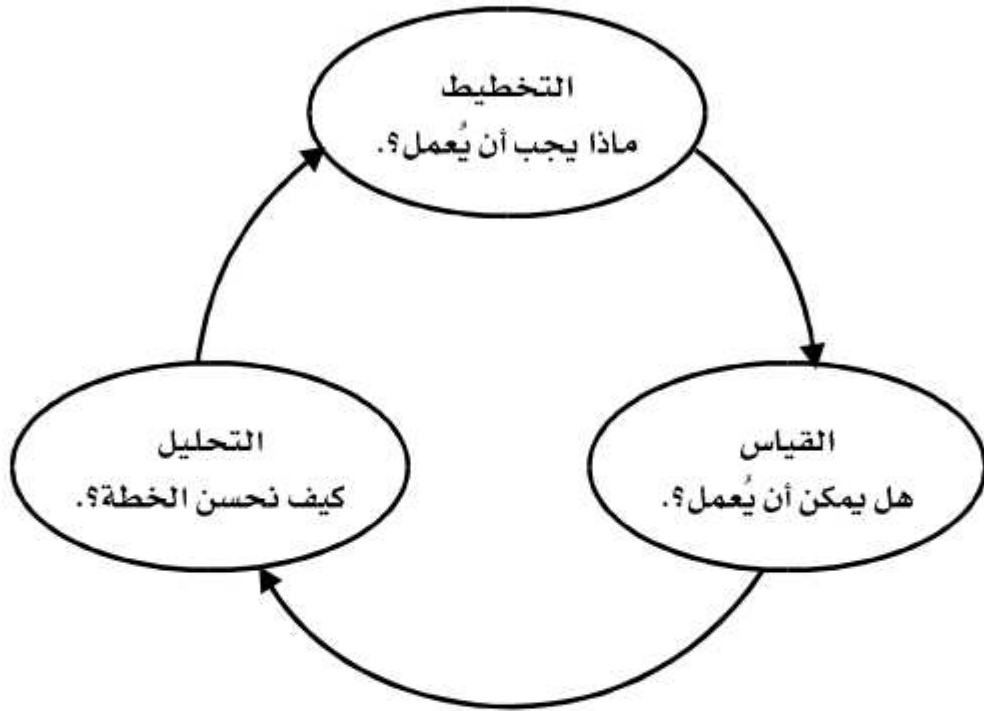 التخطيط
ماذا يجب أن يُعمل؟.
القياس
هل يمكن أن يُعمل؟.
التحليل
كيف نحسن الخطة؟.